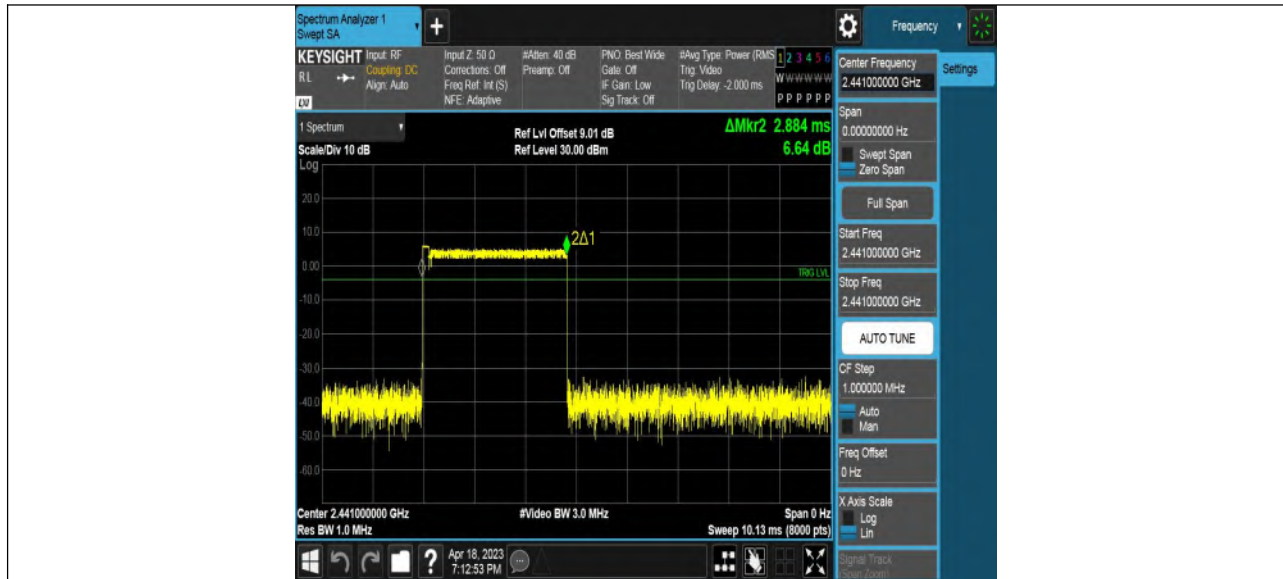 Spectrum Analyzer 1
Swept SA
+
Frequency
KEYSIGHT
RL
LXI
Input: RF
Coupling: DC
Align: Auto
Input Z: 50 Ω
Corrections: Off
Freq Ref: Int (S)
NFE: Adaptive
#Atten: 40 dB
Preamp: Off
PNO: Best Wide
Gate: Off
IF Gain: Low
Sig Track: Off
#Avg Type: Power (RMS
Trig: Video
Trig Delay: -2.000 ms
1 2 3 4 5 6
W W W W W W
P P P P P P
1 Spectrum
Scale/Div 10 dB
Ref Lvl Offset 9.01 dB
Ref Level 30.00 dBm
ΔMkr2 2.884 ms
6.64 dB
Log
20.0
10.0
0.00
-10.0
-20.0
-30.0
-40.0
-50.0
-60.0
2Δ1
TRIG LVL
Center 2.441000000 GHz
Res BW 1.0 MHz
#Video BW 3.0 MHz
Span 0 Hz
Sweep 10.13 ms (8000 pts)
?
Apr 18, 2023
7:12:53 PM
Center Frequency
2.441000000 GHz
Settings
Span
0.00000000 Hz
Swept Span
Zero Span
Full Span
Start Freq
2.441000000 GHz
Stop Freq
2.441000000 GHz
AUTO TUNE
CF Step
1.000000 MHz
Auto
Man
Freq Offset
0 Hz
X Axis Scale
Log
Lin
Signal Track
(Span Zoom)